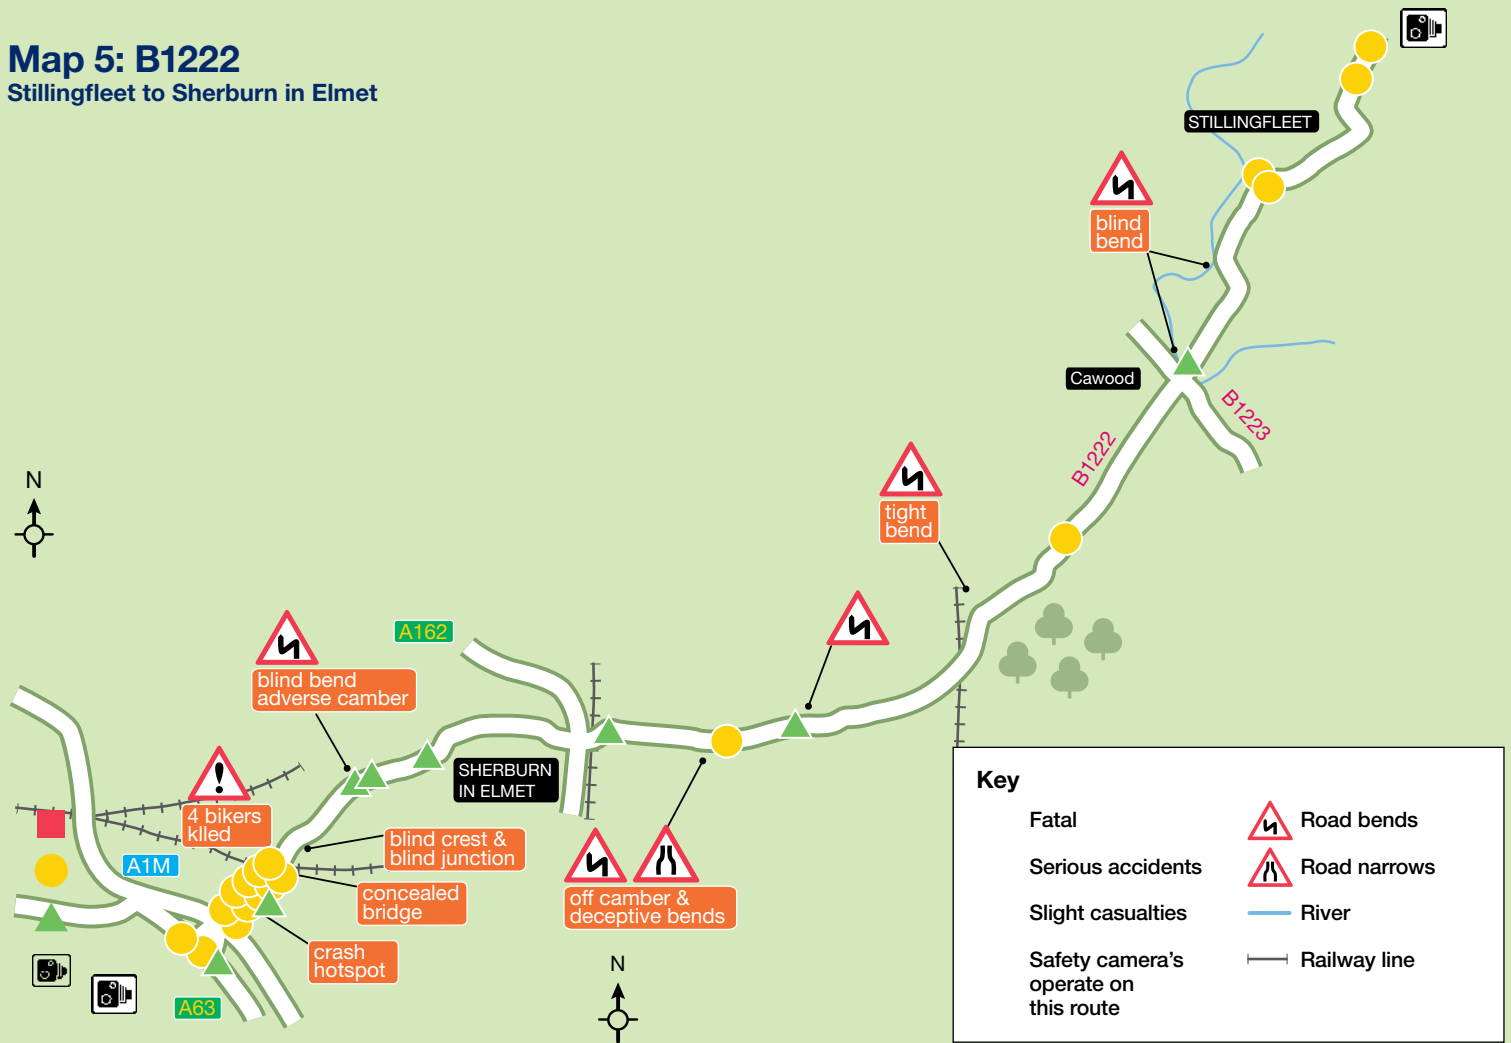 Map 5: B1222
Stillingfleet to Sherburn in Elmet
STILLINGFLEET
blind
bend
Cawood
B1223
B1222
N
tight
bend
A162
blind bend
adverse camber
SHERBURN
IN ELMET
!
4 bikers
klled
blind crest &
blind junction
A1M
concealed
bridge
off camber &
deceptive bends
crash
hotspot
A63
N
Key
Fatal
Serious accidents
Slight casualties
Safety camera's
operate on
this route
Road bends
Road narrows
River
Railway line